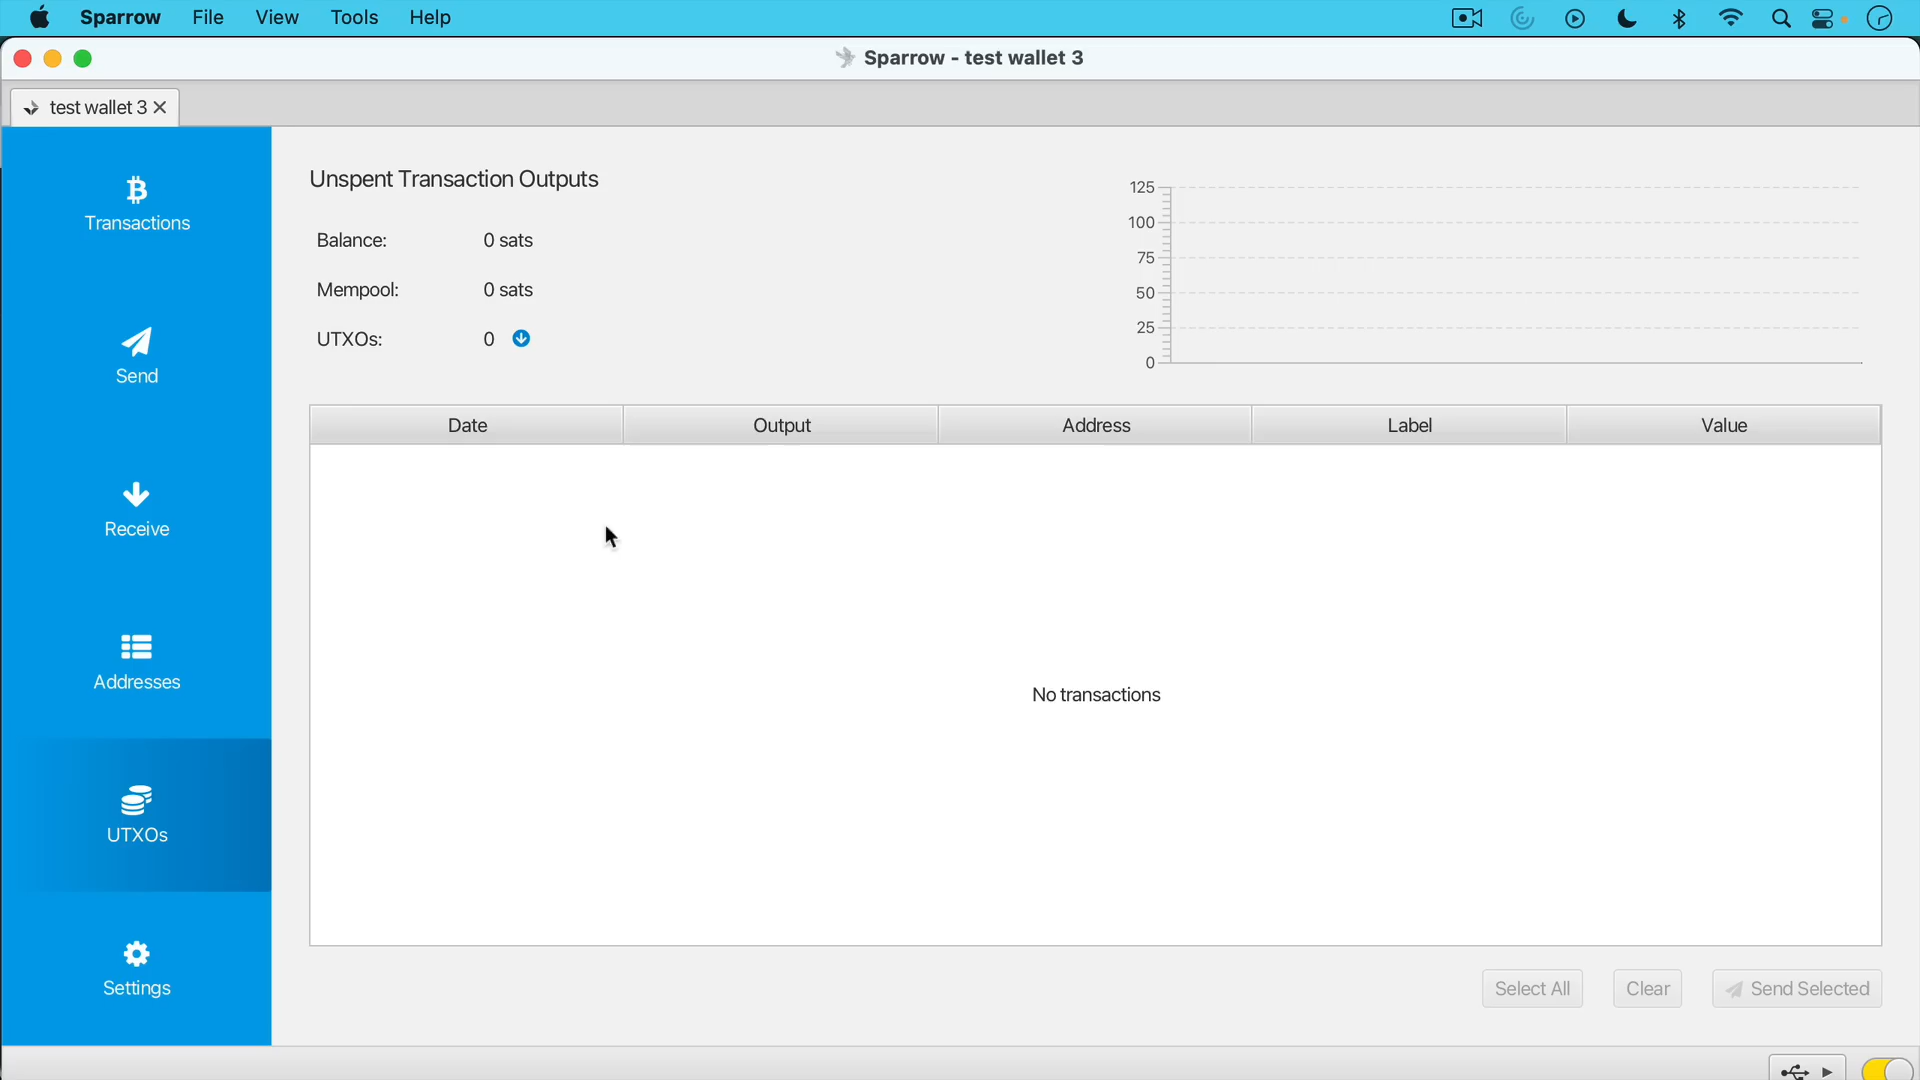 Sparrow File View Tools Help
Sparrow - test wallet 3
test wallet 3
Transactions
Send
Receive
Addresses
UTXOs
Settings
Unspent Transaction Outputs
Balance: 0 sats
Mempool: 0 sats
UTXOs: 0
125
100
75
50
25
0
Date Output Address Label Value
No transactions
Select All Clear Send Selected